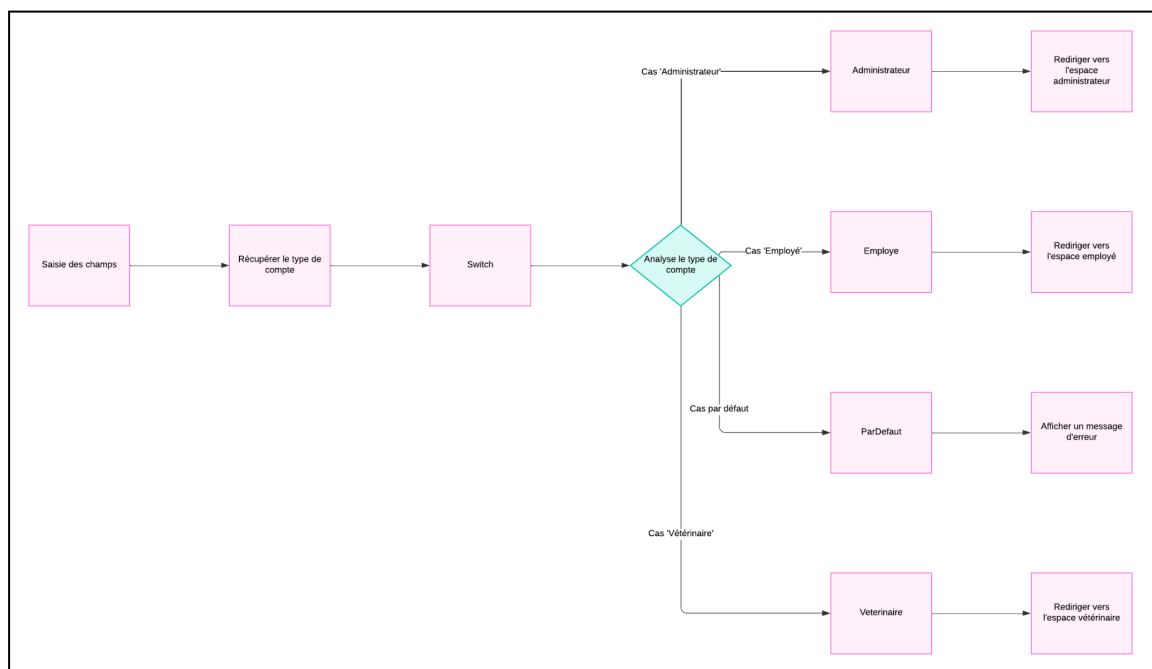 Cas 'Administrateur'
Administrateur
Rediriger vers
l'espace
administrateur
Saisie des champs
Récupérer le type de
compte
Switch
Analyse le type de
compte
Cas 'Employé'
Employe
Rediriger vers
l'espace employé
Cas par défaut
ParDefaut
Afficher un message
d'erreur
Cas 'Vétérinaire'
Veterinaire
Rediriger vers
l'espace vétérinaire